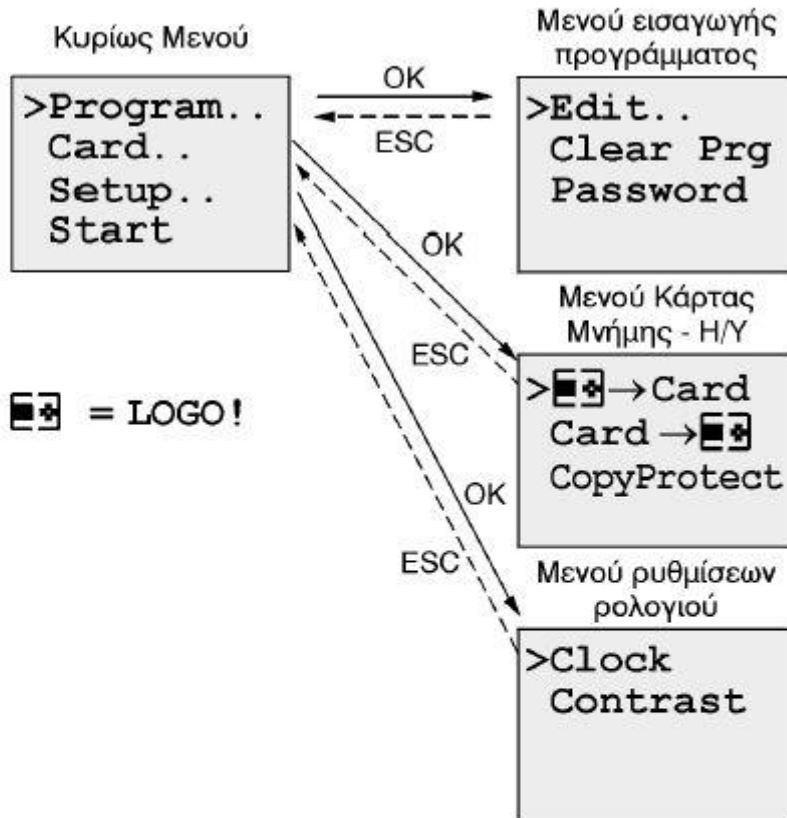 Κυρίως Μενού
>Program..
Card..
Setup..
Start
OK
ESC
Μενού εισαγωγής
προγράμματος
>Edit..
Clear Prg
Password
OK
ESC
Μενού Κάρτας
Μνήμης - Η/Υ
>→Card
Card→
CopyProtect
= LOGO!
OK
ESC
Μενού ρυθμίσεων
ρολογιού
>Clock
Contrast